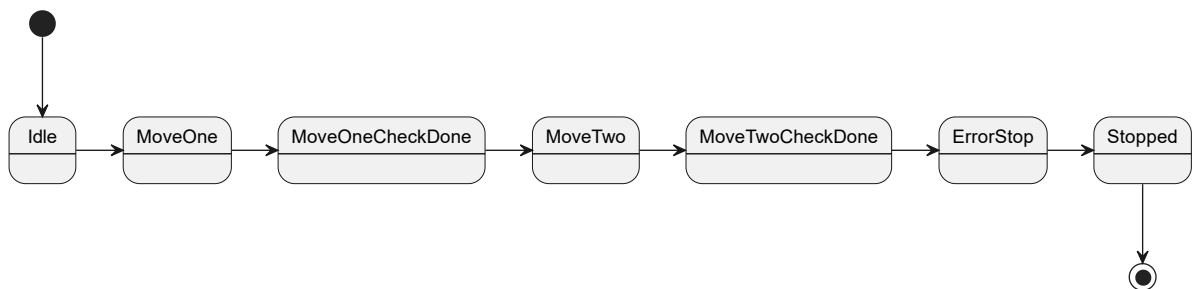 Idle
MoveOne
MoveOneCheckDone
MoveTwo
MoveTwoCheckDone
ErrorStop
Stopped